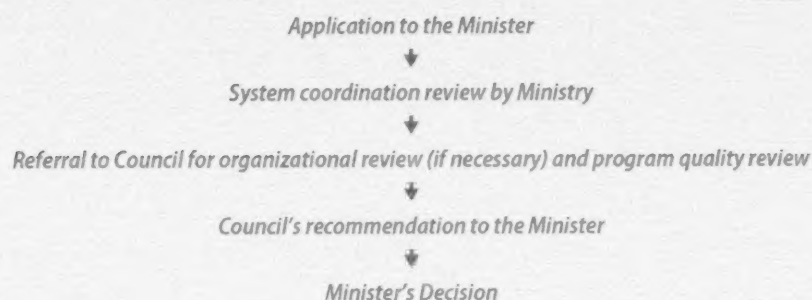 Application to the Minister
System coordination review by Ministry
Referral to Council for organizational review (if necessary) and program quality review
Council's recommendation to the Minister
Minister's Decision